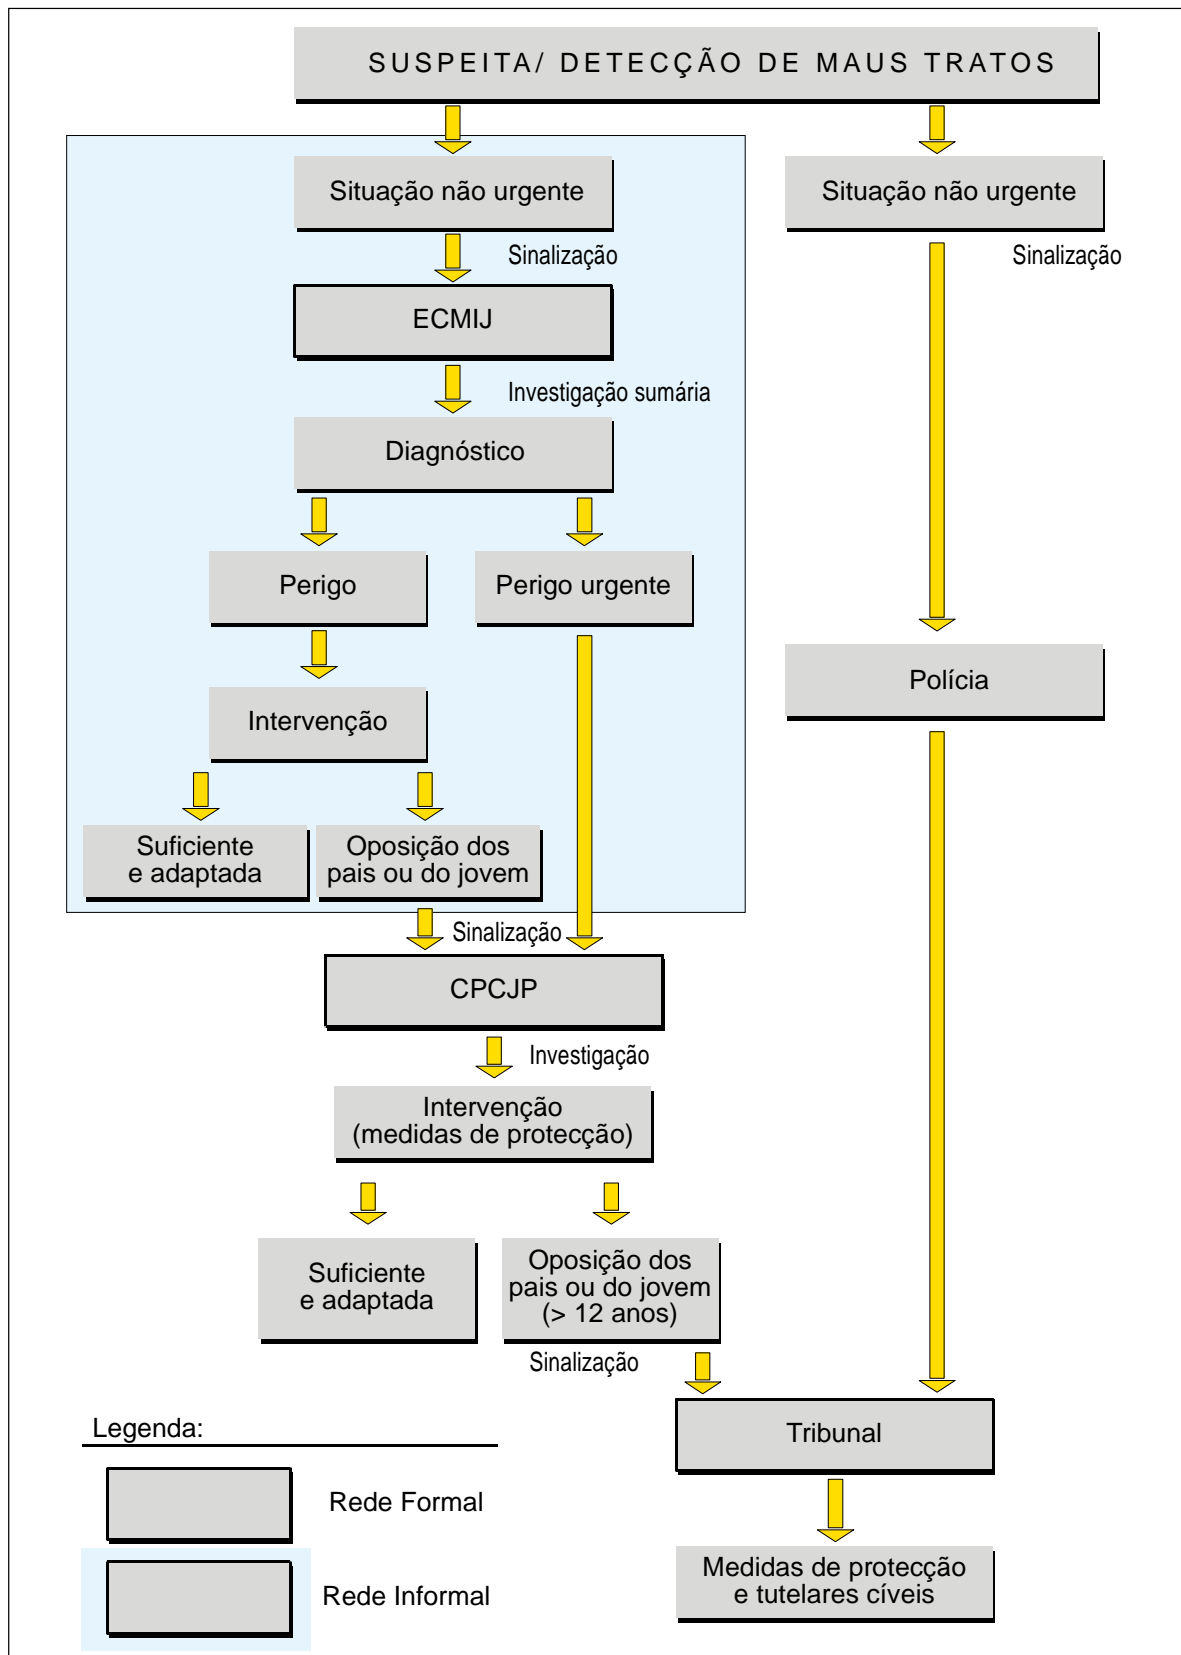 SUSPEITA/ DETECÇÃO DE MAUS TRATOS
Situação não urgente
Situação não urgente
Sinalização
Sinalização
ECMIJ
Investigação sumária
Diagnóstico
Perigo
Perigo urgente
Polícia
Intervenção
Suficiente
e adaptada
Oposição dos
pais ou do jovem
Sinalização
CPCJP
Investigação
Intervenção
(medidas de protecção)
Suficiente
e adaptada
Oposição dos
pais ou do jovem
(> 12 anos)
Sinalização
Tribunal
Medidas de protecção
e tutelares cíveis
Legenda:
Rede Formal
Rede Informal